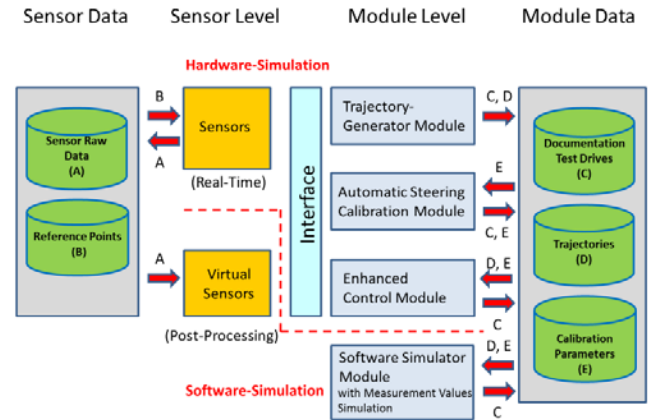 Sensor Data
Sensor Level
Module Level
Module Data
Hardware-Simulation
Sensor Raw
Data
(A)
Reference Points
(B)
B
A
A
Sensors
(Real-Time)
Virtual
Sensors
(Post-Processing)
Software-Simulation
Interface
Trajectory-
Generator Module
Automatic Steering
Calibration Module
Enhanced
Control Module
Software Simulator
Module
with Measurement Values
Simulation
C, D
E
C, E
D, E
C
D, E
C
Documentation
Test Drives
(C)
Trajectories
(D)
Calibration
Parameters
(E)